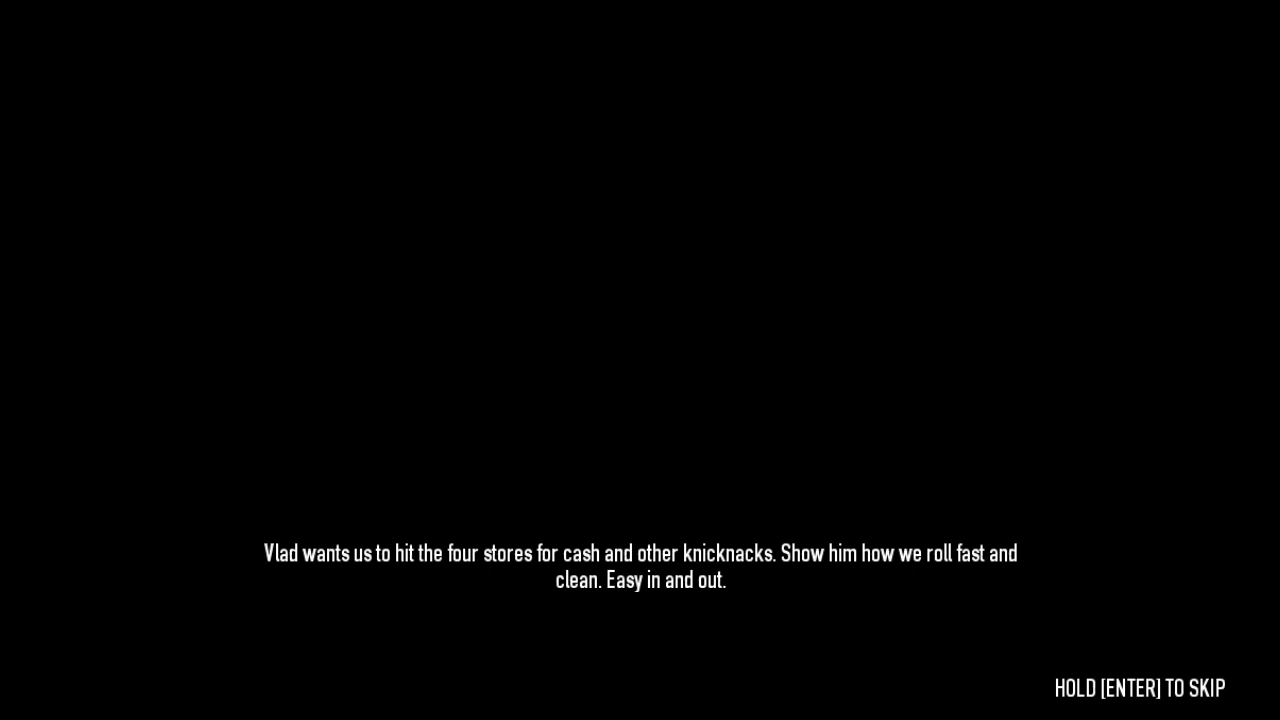 Vlad wants us to hit the four stores for cash and other knicknacks. Show him how we roll fast and
clean. Easy in and out.
HOLD [ENTER] TO SKIP